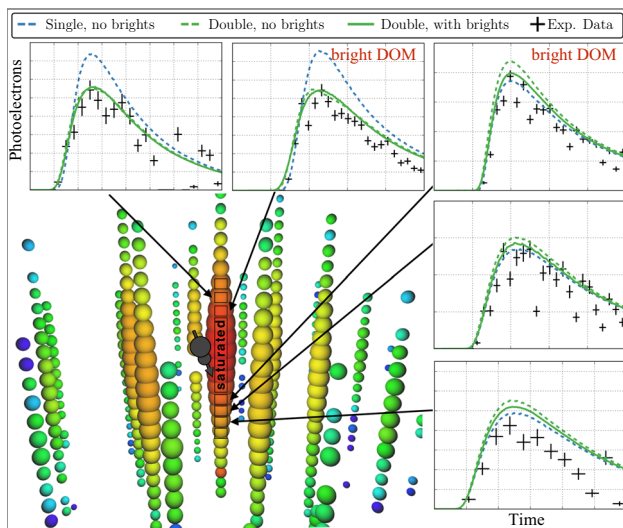 Single, no brights
Double, no brights
Double, with brights
Exp. Data
bright DOM
bright DOM
Photoelectrons
saturated
Time